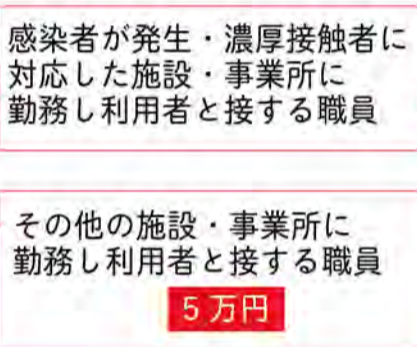 感染者が発生・濃厚接触者に
対応した施設・事業所に
勤務し利用者と接する職員
その他の施設・事業所に
勤務し利用者と接する職員
5万円